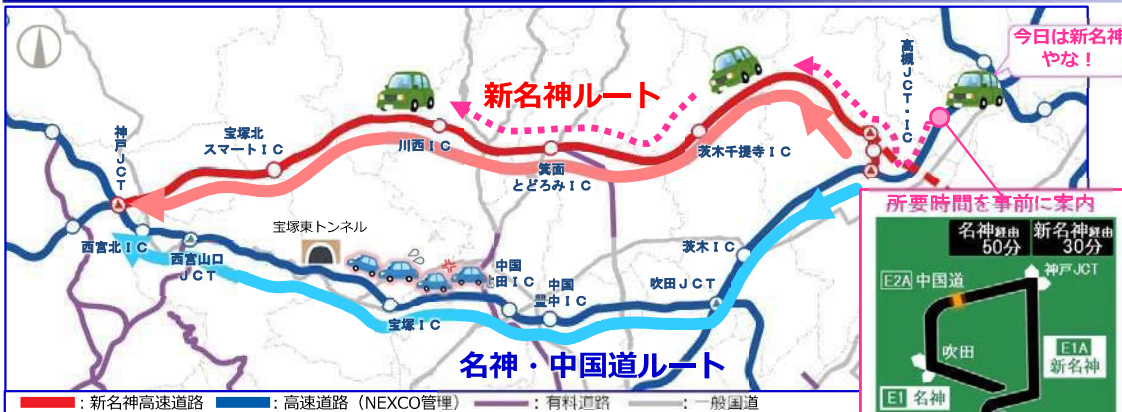 今日は新名神
やな！
新名神ルート
高槻JCT・IC
神戸JCT
宝塚北
スマートIC
川西IC
箕面
とどろみIC
茨木千提寺IC
宝塚東トンネル
西宮北IC
西宮山口
JCT
宝塚IC
中国
池田IC
中国
豊中IC
吹田JCT
茨木IC
名神・中国道ルート
所要時間を事前に案内
名神経由
50分
新名神経由
30分
神戸JCT
E2A 中国道
吹田
E1A
新名神
E1 名神
：新名神高速道路 ：高速道路（NEXCO管理） ：有料道路 ：一般国道